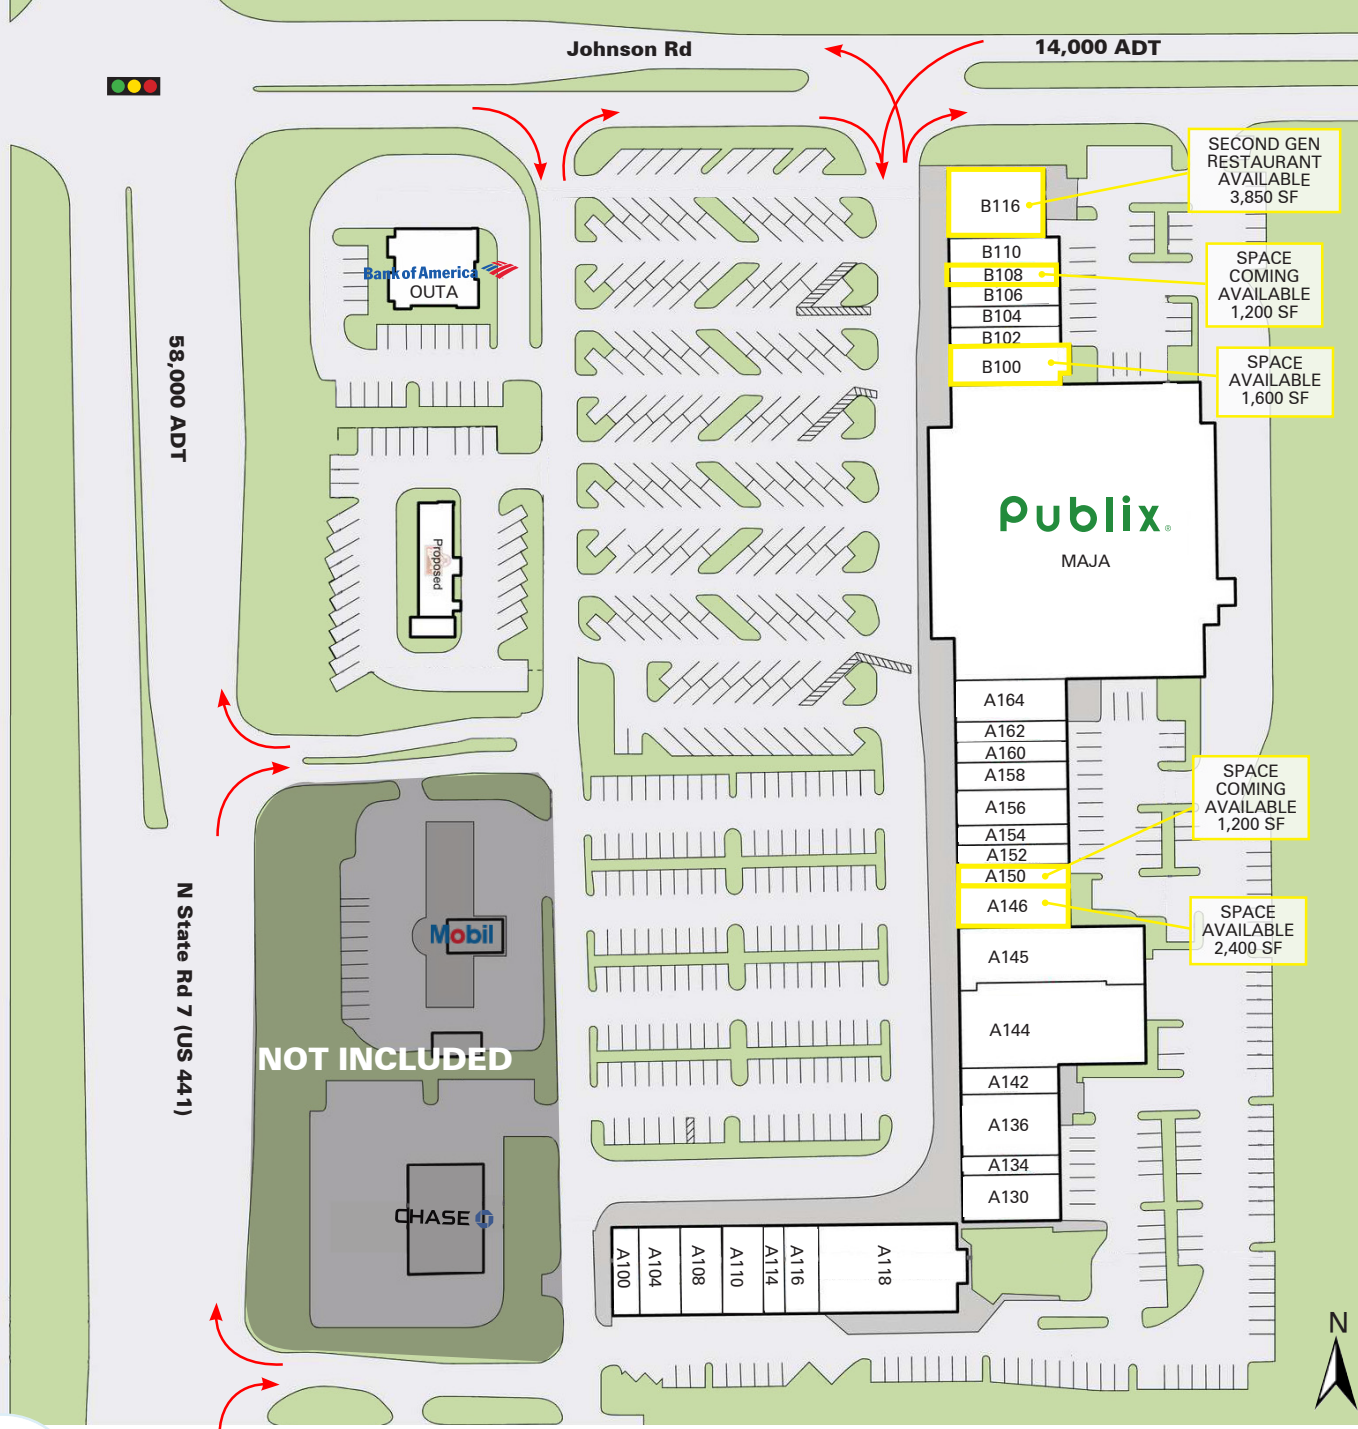 Johnson Rd
14,000 ADT
SECOND GEN
RESTAURANT
AVAILABLE
3,850 SF
B116
B110
SPACE
COMING
AVAILABLE
1,200 SF
B108
B106
B104
B102
B100
SPACE
AVAILABLE
1,600 SF
Bank of America
OUTA
58,000 ADT
Publix®
MAJA
Proposed
A164
A162
A160
A158
A156
A154
A152
A150
A146
SPACE
COMING
AVAILABLE
1,200 SF
SPACE
AVAILABLE
2,400 SF
N State Rd 7 (US 441)
Mobil
NOT INCLUDED
CHASE
A145
A144
A142
A136
A134
A130
A100
A104
A108
A110
A114
A116
A118
N